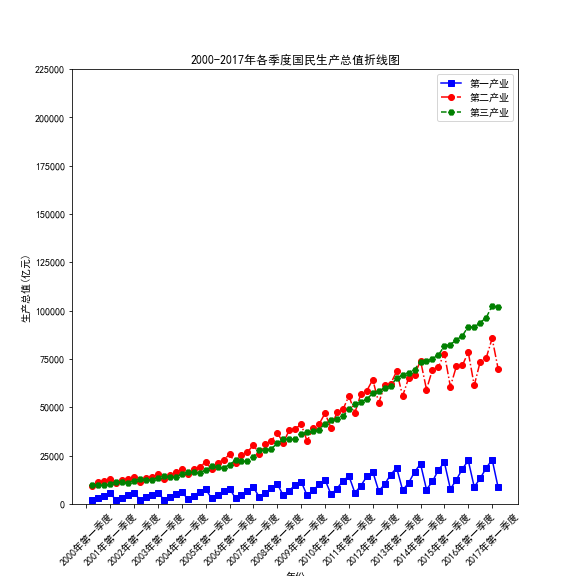 2000-2017年各季度国民生产总值折线图
第一产业
第二产业
第三产业
生产总值(亿元)
225000
200000
175000
150000
125000
100000
75000
50000
25000
0
2000年第一季度
2001年第一季度
2002年第一季度
2003年第一季度
2004年第一季度
2005年第一季度
2006年第一季度
2007年第一季度
2008年第一季度
2009年第一季度
2010年第一季度
2011年第一季度
2012年第一季度
2013年第一季度
2014年第一季度
2015年第一季度
2016年第一季度
2017年第一季度
年份